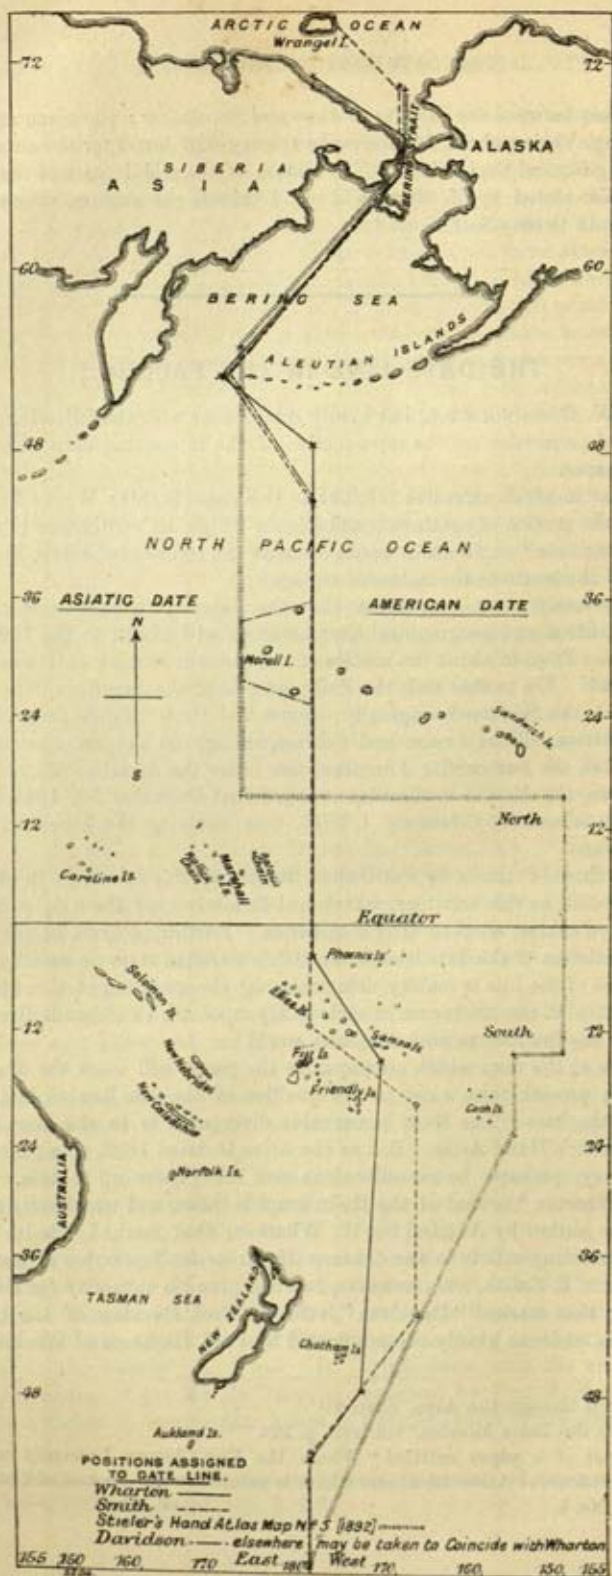 ARCTIC OCEAN
Wrangel I.
72 72
BERING STRAIT
ALASKA
SIBERIA
ASIA
60 60
BERING SEA
ALEUTIAN ISLANDS
48 48
NORTH PACIFIC OCEAN
36 36
ASIATIC DATE AMERICAN DATE
N
Morell I.
24 24
S
Sandwich Is.
12 North 12
Caroline Is.
Marshall Is.
Equator
Phoenix Is.
Solomon Is.
Ellice Is.
12 South 12
Samoa Is.
New Hebrides
Fiji Is.
Friendly Is.
Cook Is.
New Caledonia
24 24
Norfolk Is.
AUSTRALIA
36 36
TASMAN SEA
NEW ZEALAND
Chatham Is.
48 48
Aukland Is.
POSITIONS ASSIGNED
TO DATE LINE.
Wharton
Smith
Stieler's Hand Atlas Map Nº 5 [1892]
Davidson elsewhere may be taken to Coincide with Wharton
155 160 170 East 180° West 170 160 150 155